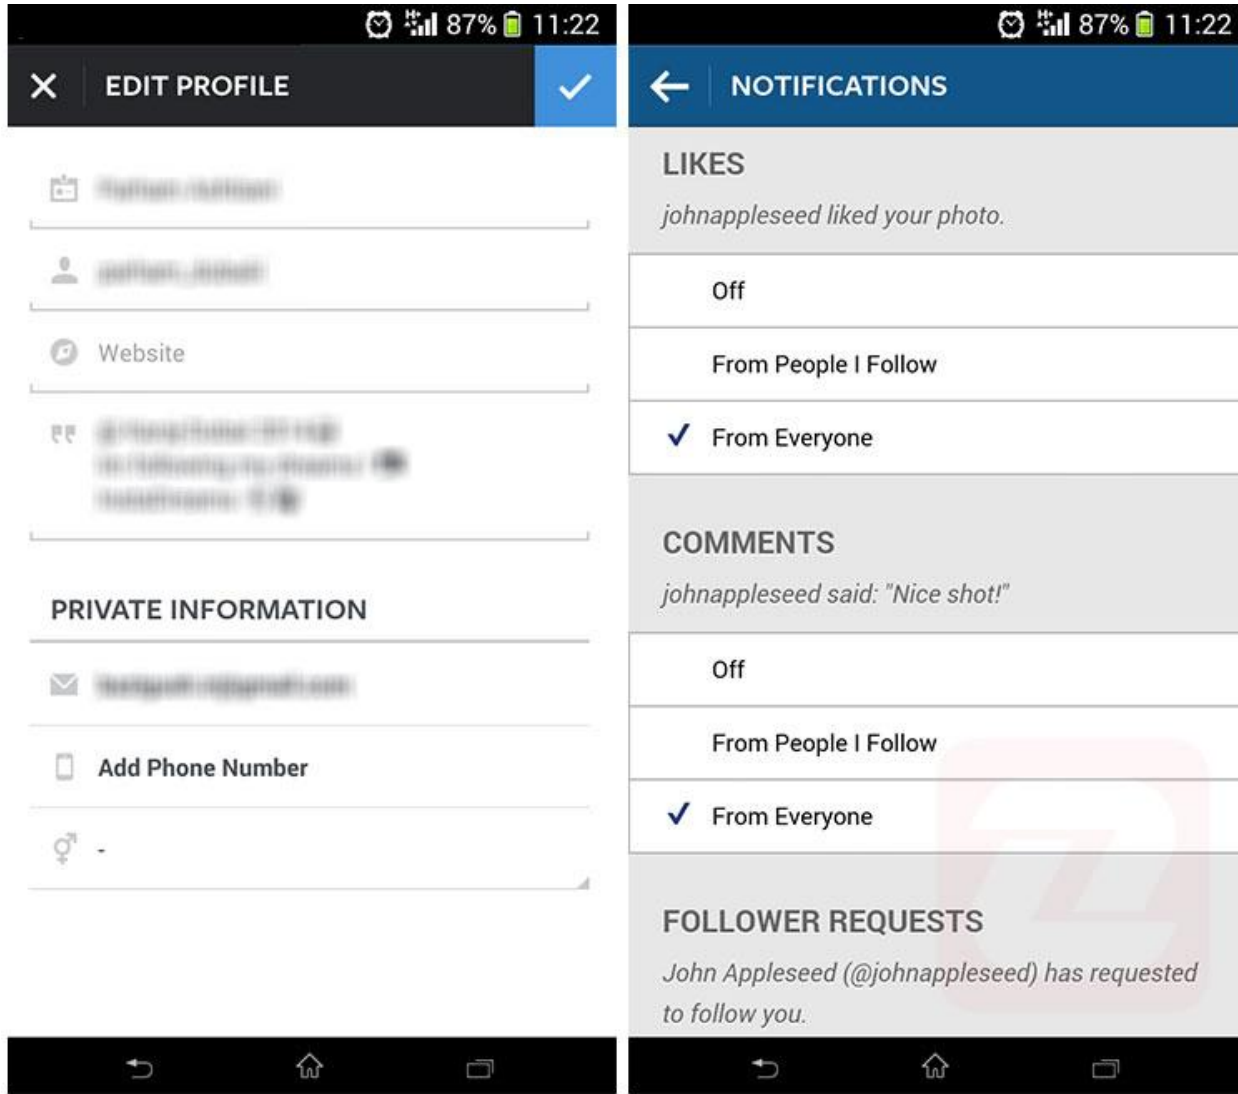 87% 11:22
EDIT PROFILE
Website
PRIVATE INFORMATION
Add Phone Number
-
87% 11:22
NOTIFICATIONS
LIKES
johnappleseed liked your photo.
Off
From People I Follow
From Everyone
COMMENTS
johnappleseed said: "Nice shot!"
Off
From People I Follow
From Everyone
FOLLOWER REQUESTS
John Appleseed (@johnappleseed) has requested
to follow you.